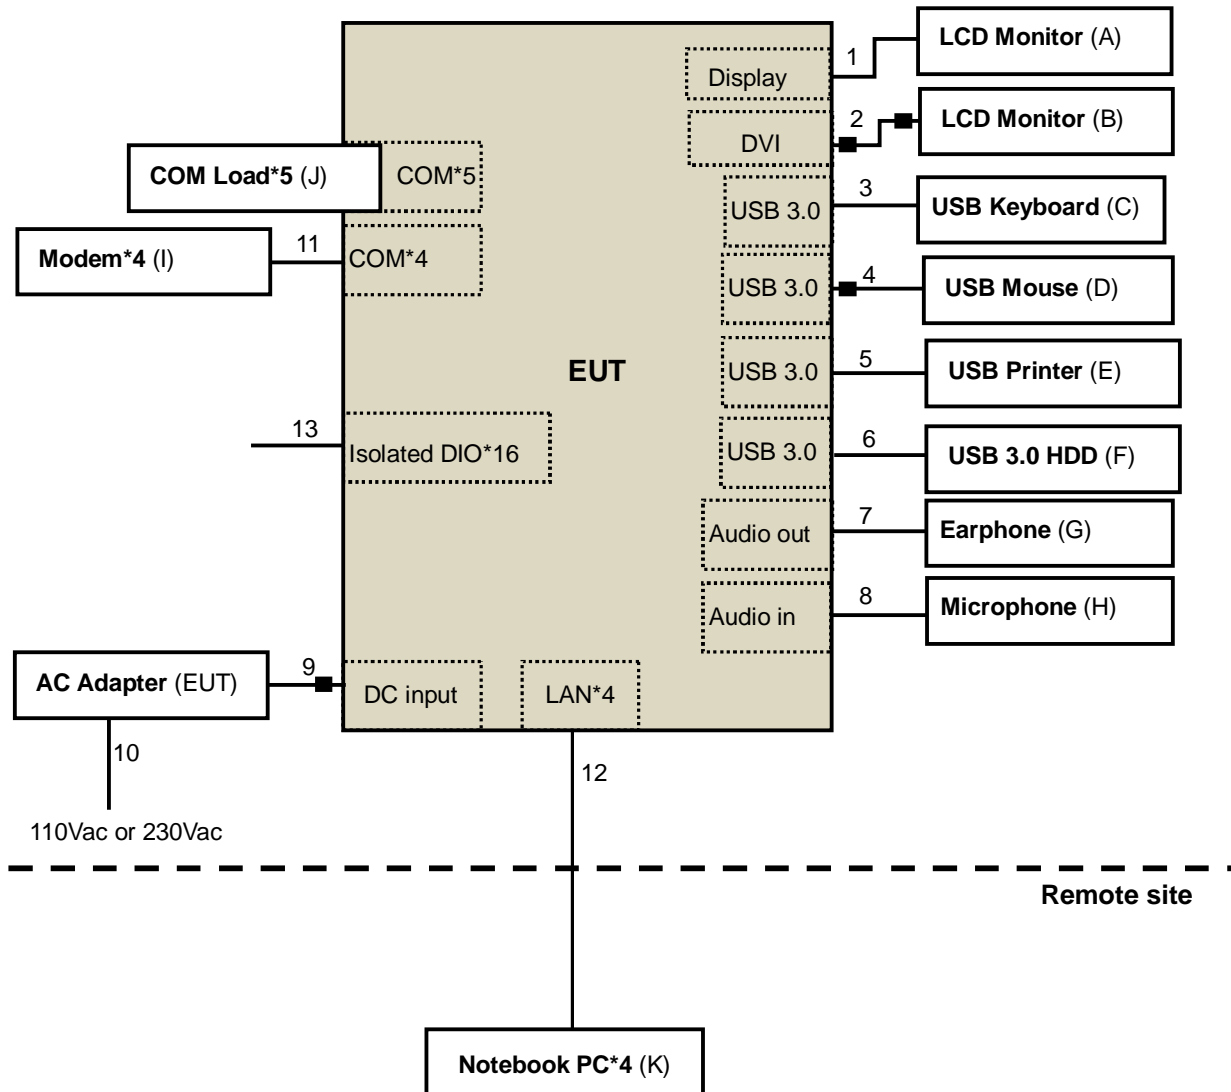 LCD Monitor (A)
1
Display
2
LCD Monitor (B)
DVI
COM Load*5 (J)
COM*5
3
USB 3.0
USB Keyboard (C)
Modem*4 (I)
11
COM*4
4
USB 3.0
USB Mouse (D)
EUT
5
USB 3.0
USB Printer (E)
13
Isolated DIO*16
6
USB 3.0
USB 3.0 HDD (F)
7
Audio out
Earphone (G)
8
Audio in
Microphone (H)
AC Adapter (EUT)
9
DC input
LAN*4
10
12
110Vac or 230Vac
Remote site
Notebook PC*4 (K)